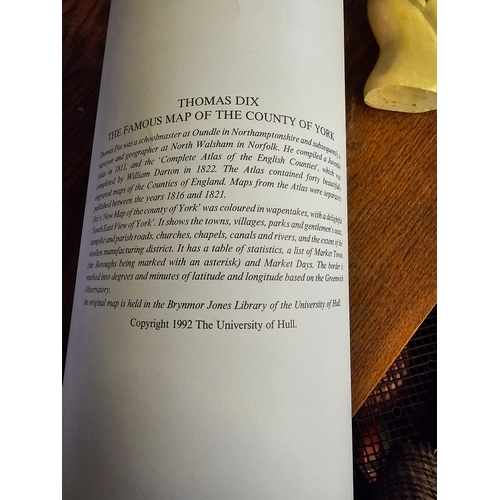 THOMAS DIX
THE FAMOUS MAP OF THE COUNTY OF YORK
Thomas Dix was a schoolmaster at Oundle in Northamptonshire and subsequently a
surveyor and geographer at North Walsham in Norfolk. He compiled a Juvenile
Atlas in 1811, and the 'Complete Atlas of the English Counties', which was
completed by William Darton in 1822. The Atlas contained forty beautifully
engraved maps of the Counties of England. Maps from the Atlas were separately
published between the years 1816 and 1821.
Dix's 'New Map of the county of York' was coloured in wapentakes, with a delightful
'South East View of York'. It shows the towns, villages, parks and gentlemen's seats,
turnpike and parish roads, churches, chapels, canals and rivers, and the extent of the
woollen manufacturing district. It has a table of statistics, a list of Market Towns
(the Boroughs being marked with an asterisk) and Market Days. The border is
marked into degrees and minutes of latitude and longitude based on the Greenwich
Observatory.
original map is held in the Brynmor Jones Library of the University of Hull.
Copyright 1992 The University of Hull.